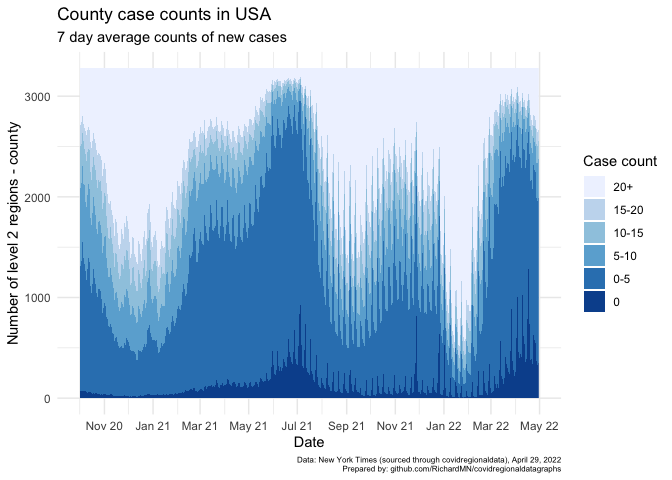 County case counts in USA
7 day average counts of new cases
Number of level 2 regions - county
3000
2000
1000
0
Nov 20
Jan 21
Mar 21
May 21
Jul 21
Sep 21
Nov 21
Jan 22
Mar 22
May 22
Date
Case count
20+
15-20
10-15
5-10
0-5
0
Data: New York Times (sourced through covidregionaldata), April 29, 2022
Prepared by: github.com/RichardMN/covidregionaldatagraphs